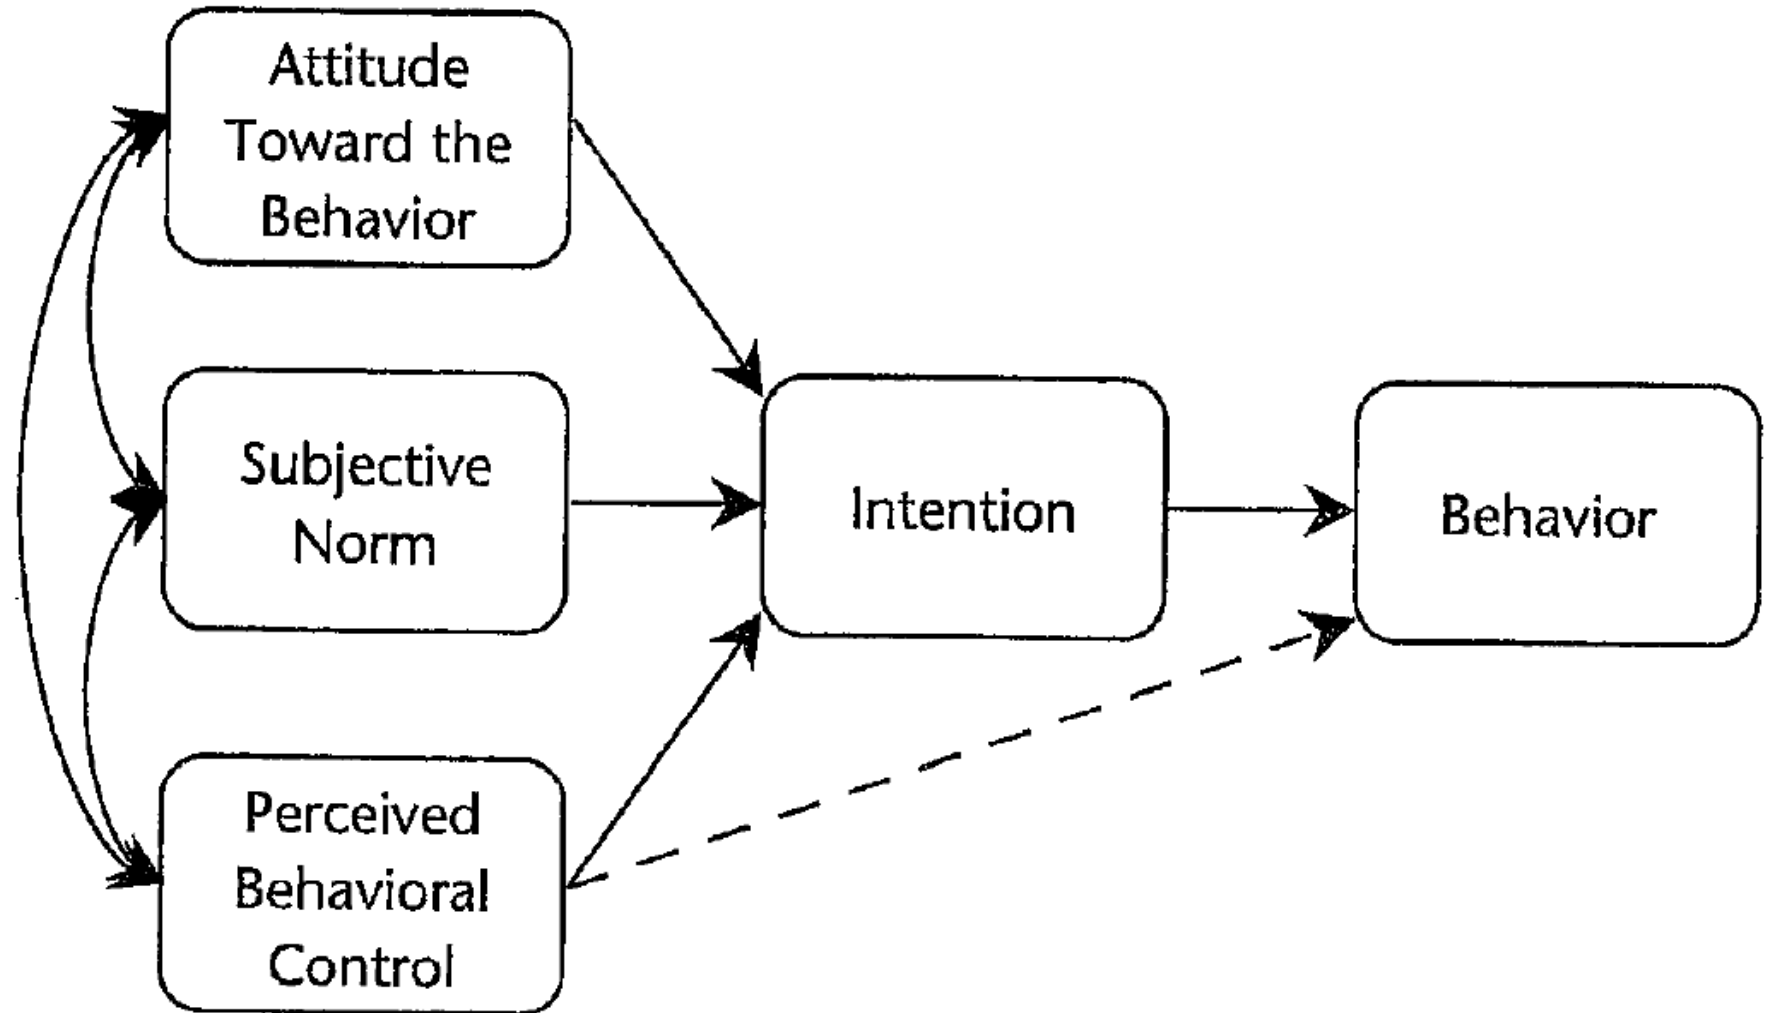 Attitude
Toward the
Behavior
Subjective
Norm
Intention
Behavior
Perceived
Behavioral
Control